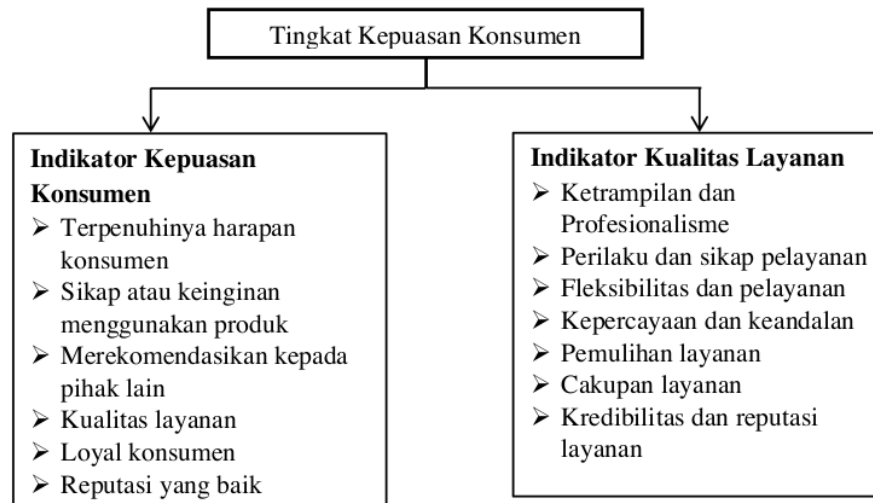 Tingkat Kepuasan Konsumen
Indikator Kepuasan
Konsumen
➢ Terpenuhinya harapan
konsumen
➢ Sikap atau keinginan
menggunakan produk
➢ Merekomendasikan kepada
pihak lain
➢ Kualitas layanan
➢ Loyal konsumen
➢ Reputasi yang baik
Indikator Kualitas Layanan
➢ Ketrampilan dan
Profesionalisme
➢ Perilaku dan sikap pelayanan
➢ Fleksibilitas dan pelayanan
➢ Kepercayaan dan keandalan
➢ Pemulihan layanan
➢ Cakupan layanan
➢ Kredibilitas dan reputasi
layanan